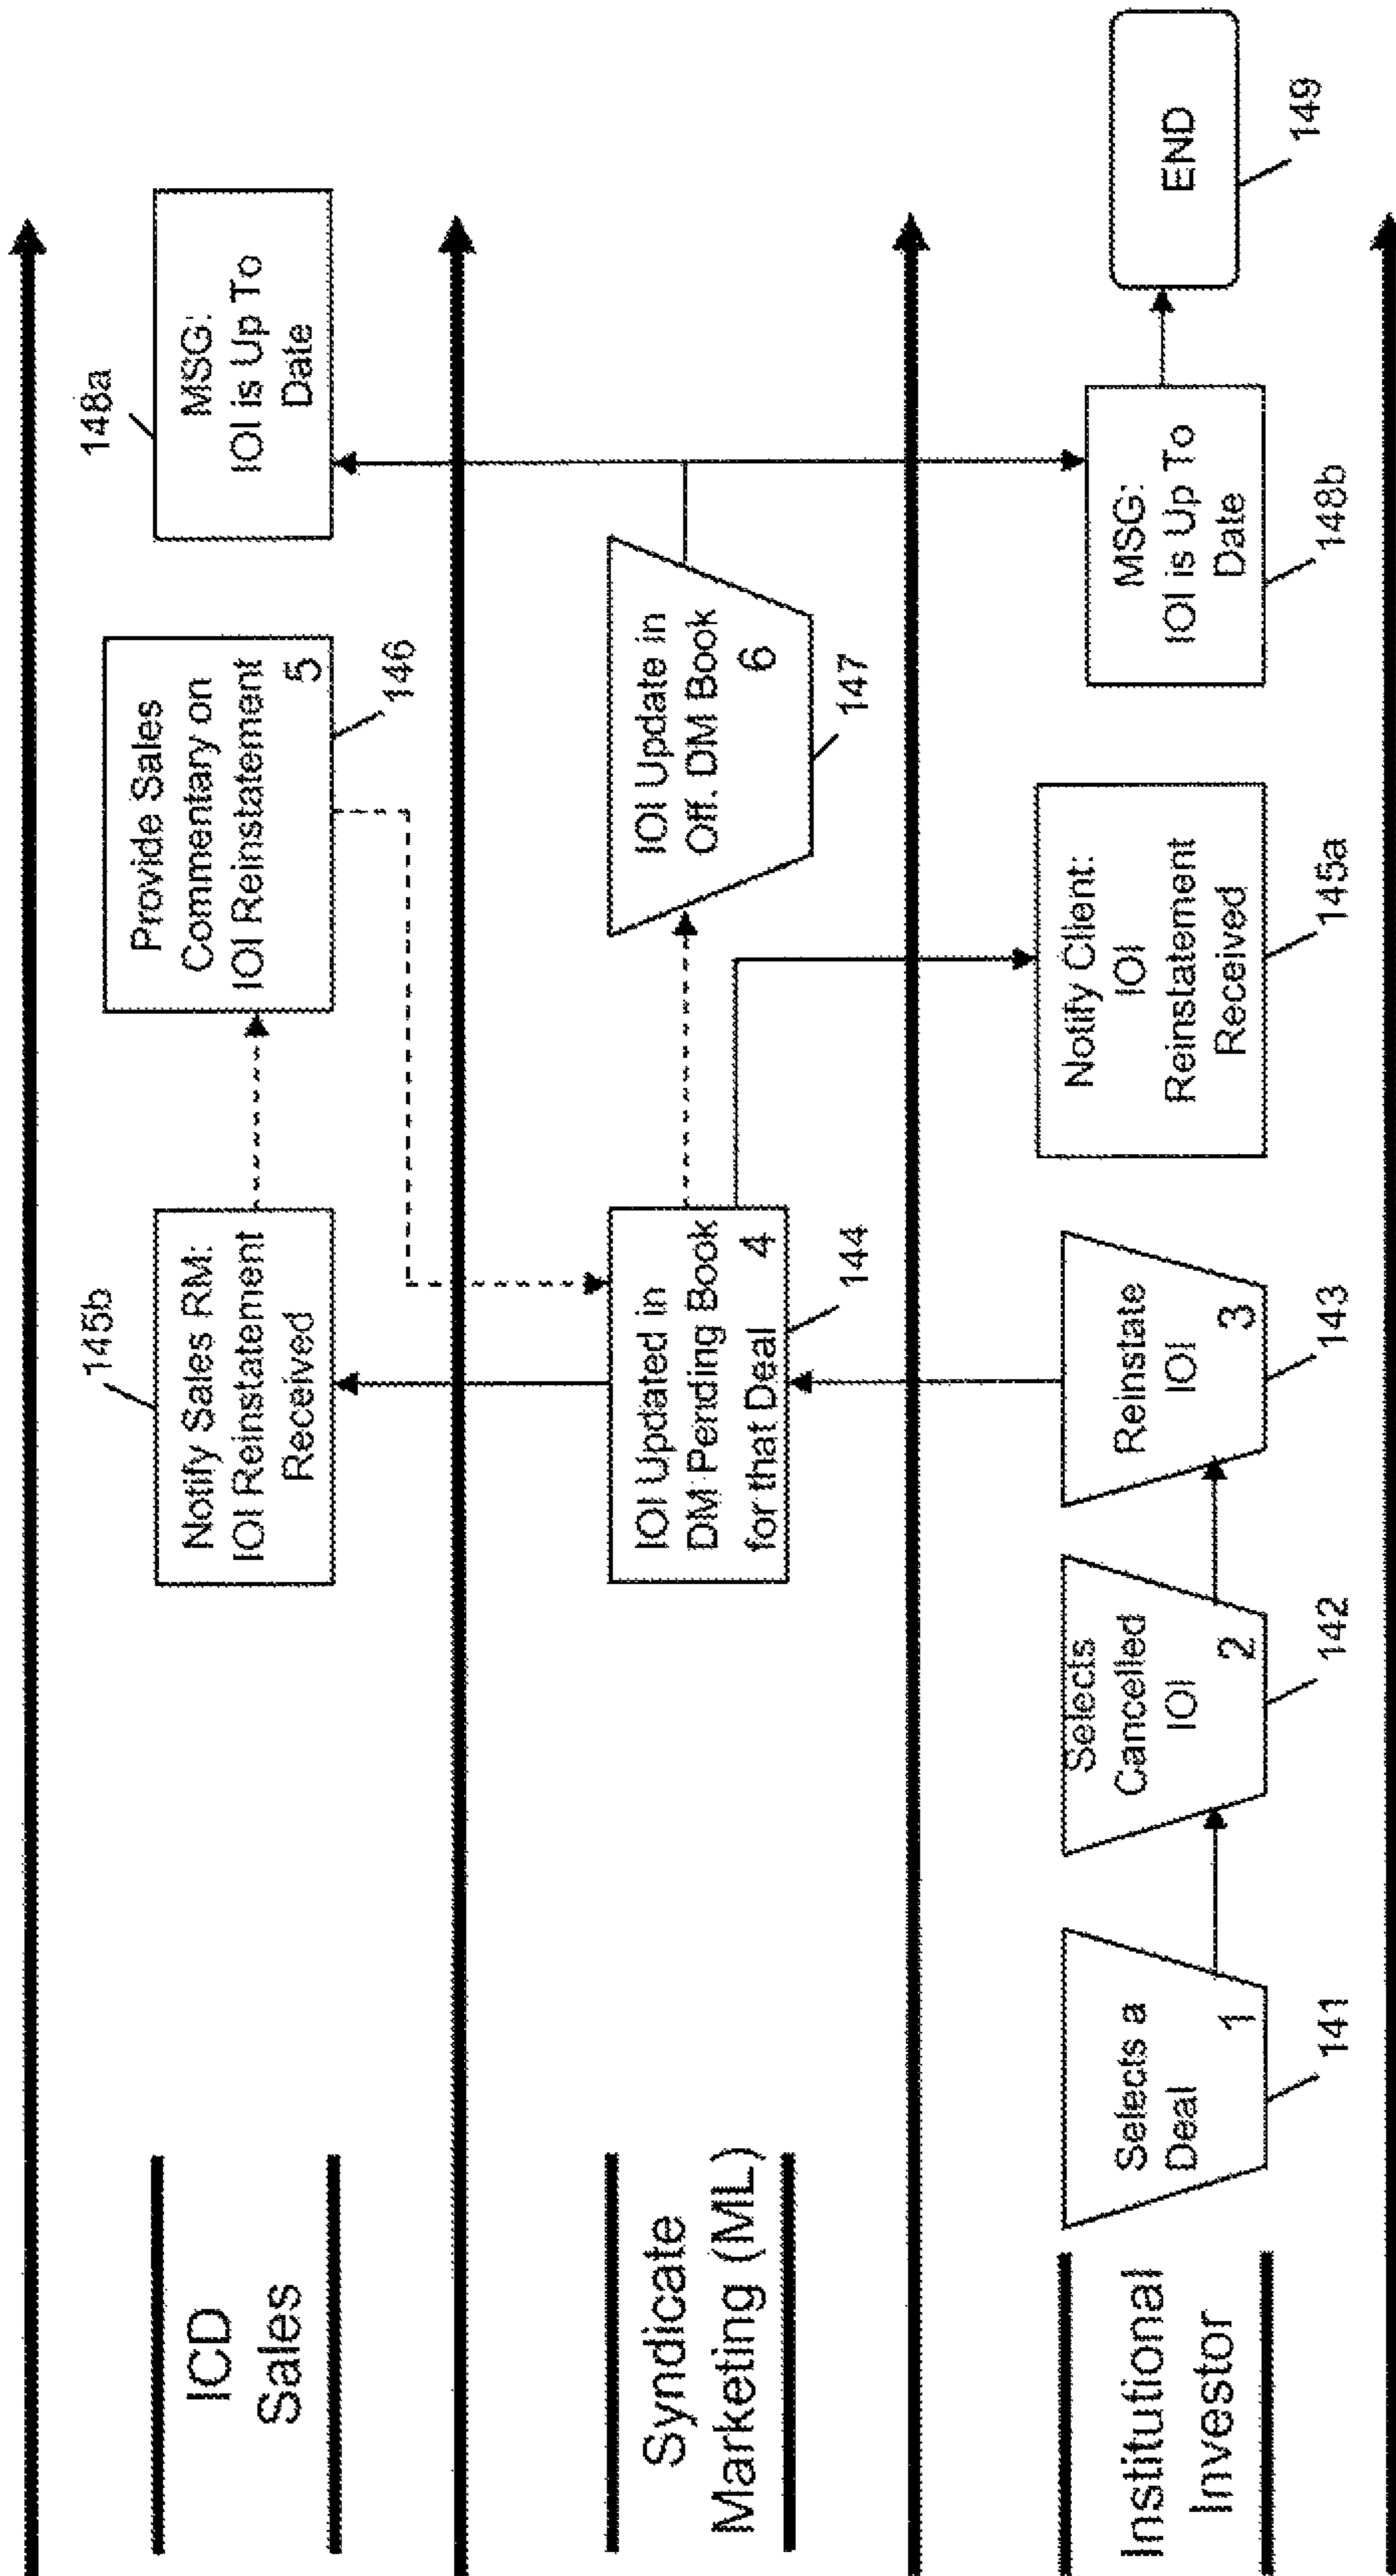 ICD
Sales
145b
Notify Sales RM:
IOI Reinstatement
Received
Provide Sales
Commentary on
IOI Reinstatement
5
146
148a
MSG:
IOI is Up To
Date
Syndicate
Marketing (ML)
IOI Updated in
DM Pending Book
for that Deal 4
144
IOI Update in
Off. DM Book
6
147
Institutional
Investor
Selects a
Deal
1
141
Selects
Cancelled
IOI 2
142
Reinstate
IOI 3
143
Notify Client:
IOI
Reinstatement
Received
145a
MSG:
IOI is Up To
Date
148b
END
149